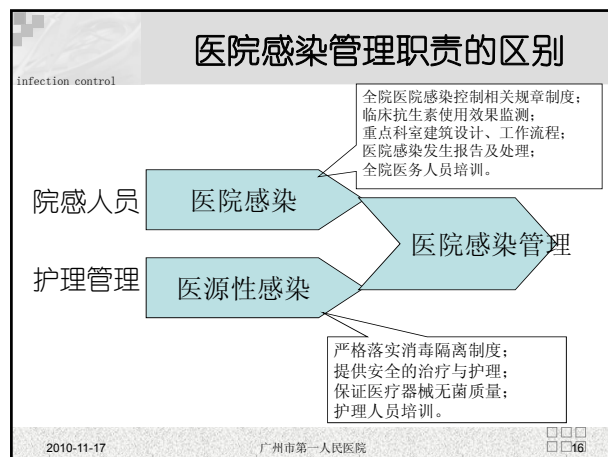 医院感染管理职责的区别
infection control
全院医院感染控制相关规章制度；
临床抗生素使用效果监测；
重点科室建筑设计、工作流程；
医院感染发生报告及处理；
全院医务人员培训。
院感人员
医院感染
医院感染管理
护理管理
医源性感染
严格落实消毒隔离制度；
提供安全的治疗与护理；
保证医疗器械无菌质量；
护理人员培训。
2010-11-17
广州市第一人民医院
16